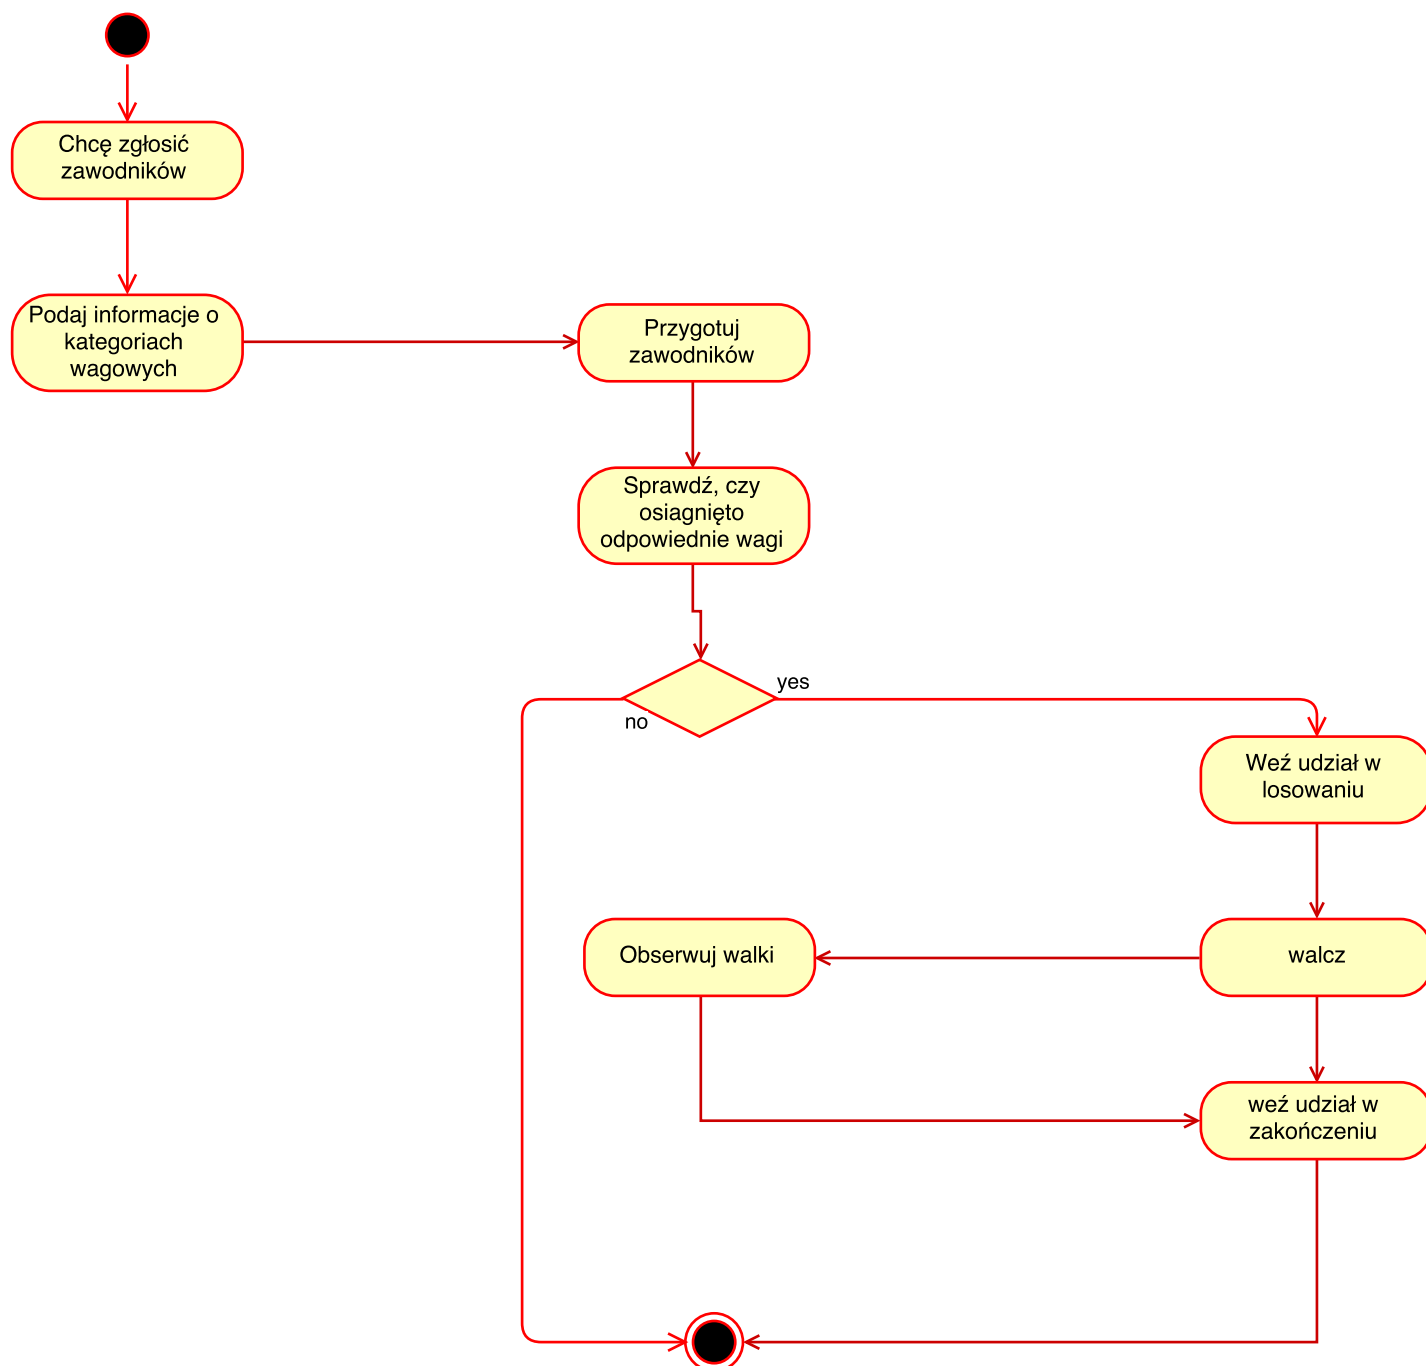 Chcę zgłosić
zawodników
Podaj informacje o
kategoriach
wagowych
Przygotuj
zawodników
Sprawdź, czy
osiagnięto
odpowiednie wagi
yes
no
Weź udział w
losowaniu
Obserwuj walki
walcz
weź udział w
zakończeniu